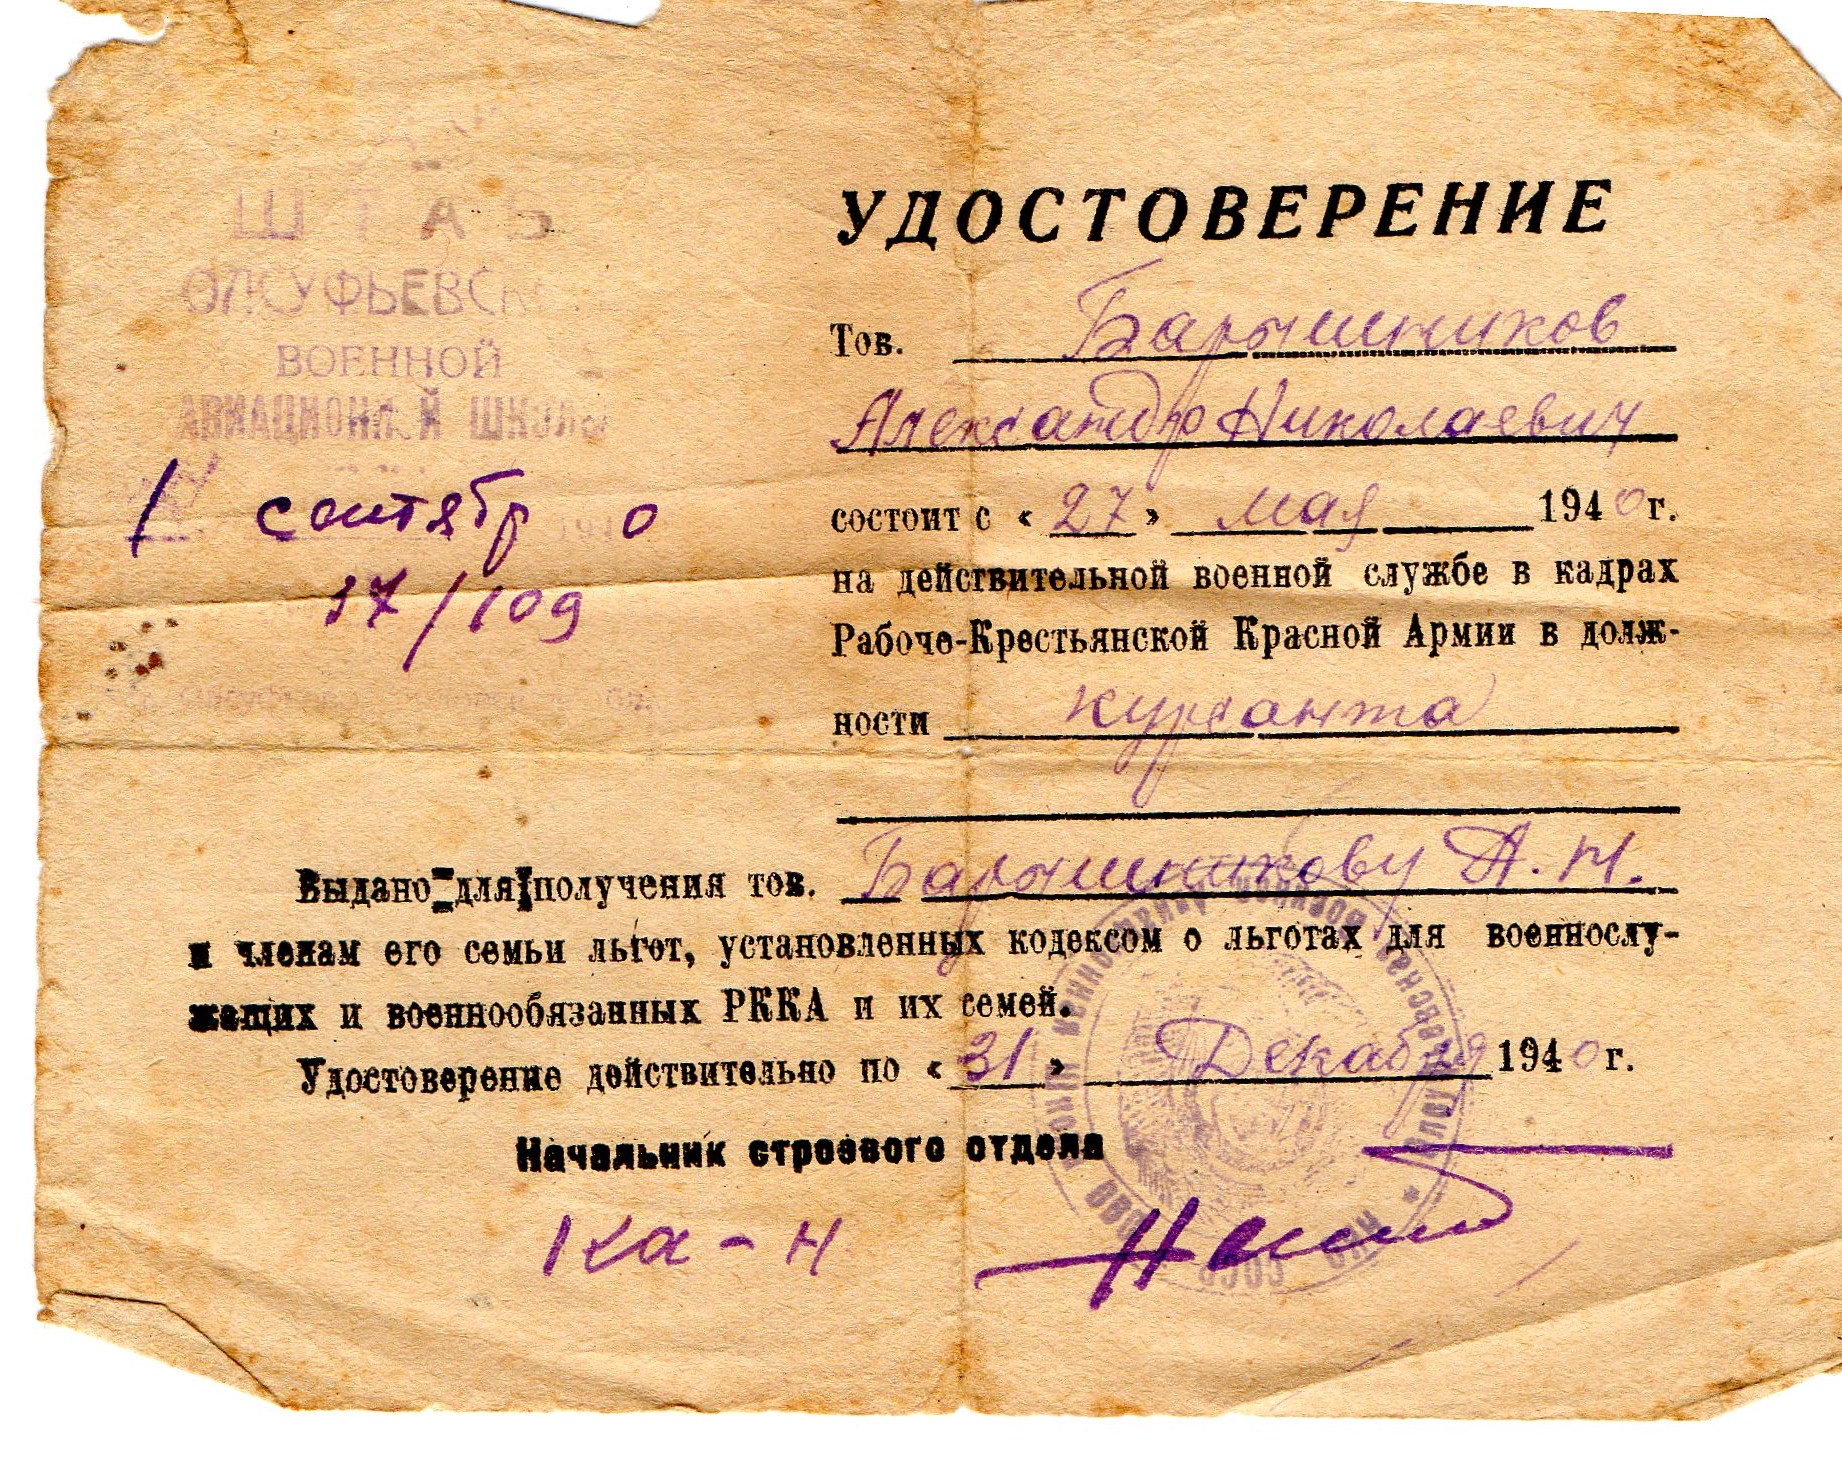 ШТАБ
ОЛСУФЬЕВСКОЙ
ВОЕННОЙ
АВИАЦИОННОЙ ШКОЛЫ
1 сентябр 0
17/109
УДОСТОВЕРЕНИЕ
Тов. Барышников
Александр Николаевич
состоит с « 27 » мая 1940 г.
на действительной военной службе в кадрах
Рабоче-Крестьянской Красной Армии в долж-
ности курсанта
Выдано для получения тов. Барышникову А. Н.
и членам его семьи льгот, установленных кодексом о льготах для военнослу-
жащих и военнообязанных РККА и их семей.
Удостоверение действительно по « 31 » Декабря 1940 г.
Начальник строевого отдела
Ка-н
НКО СССР